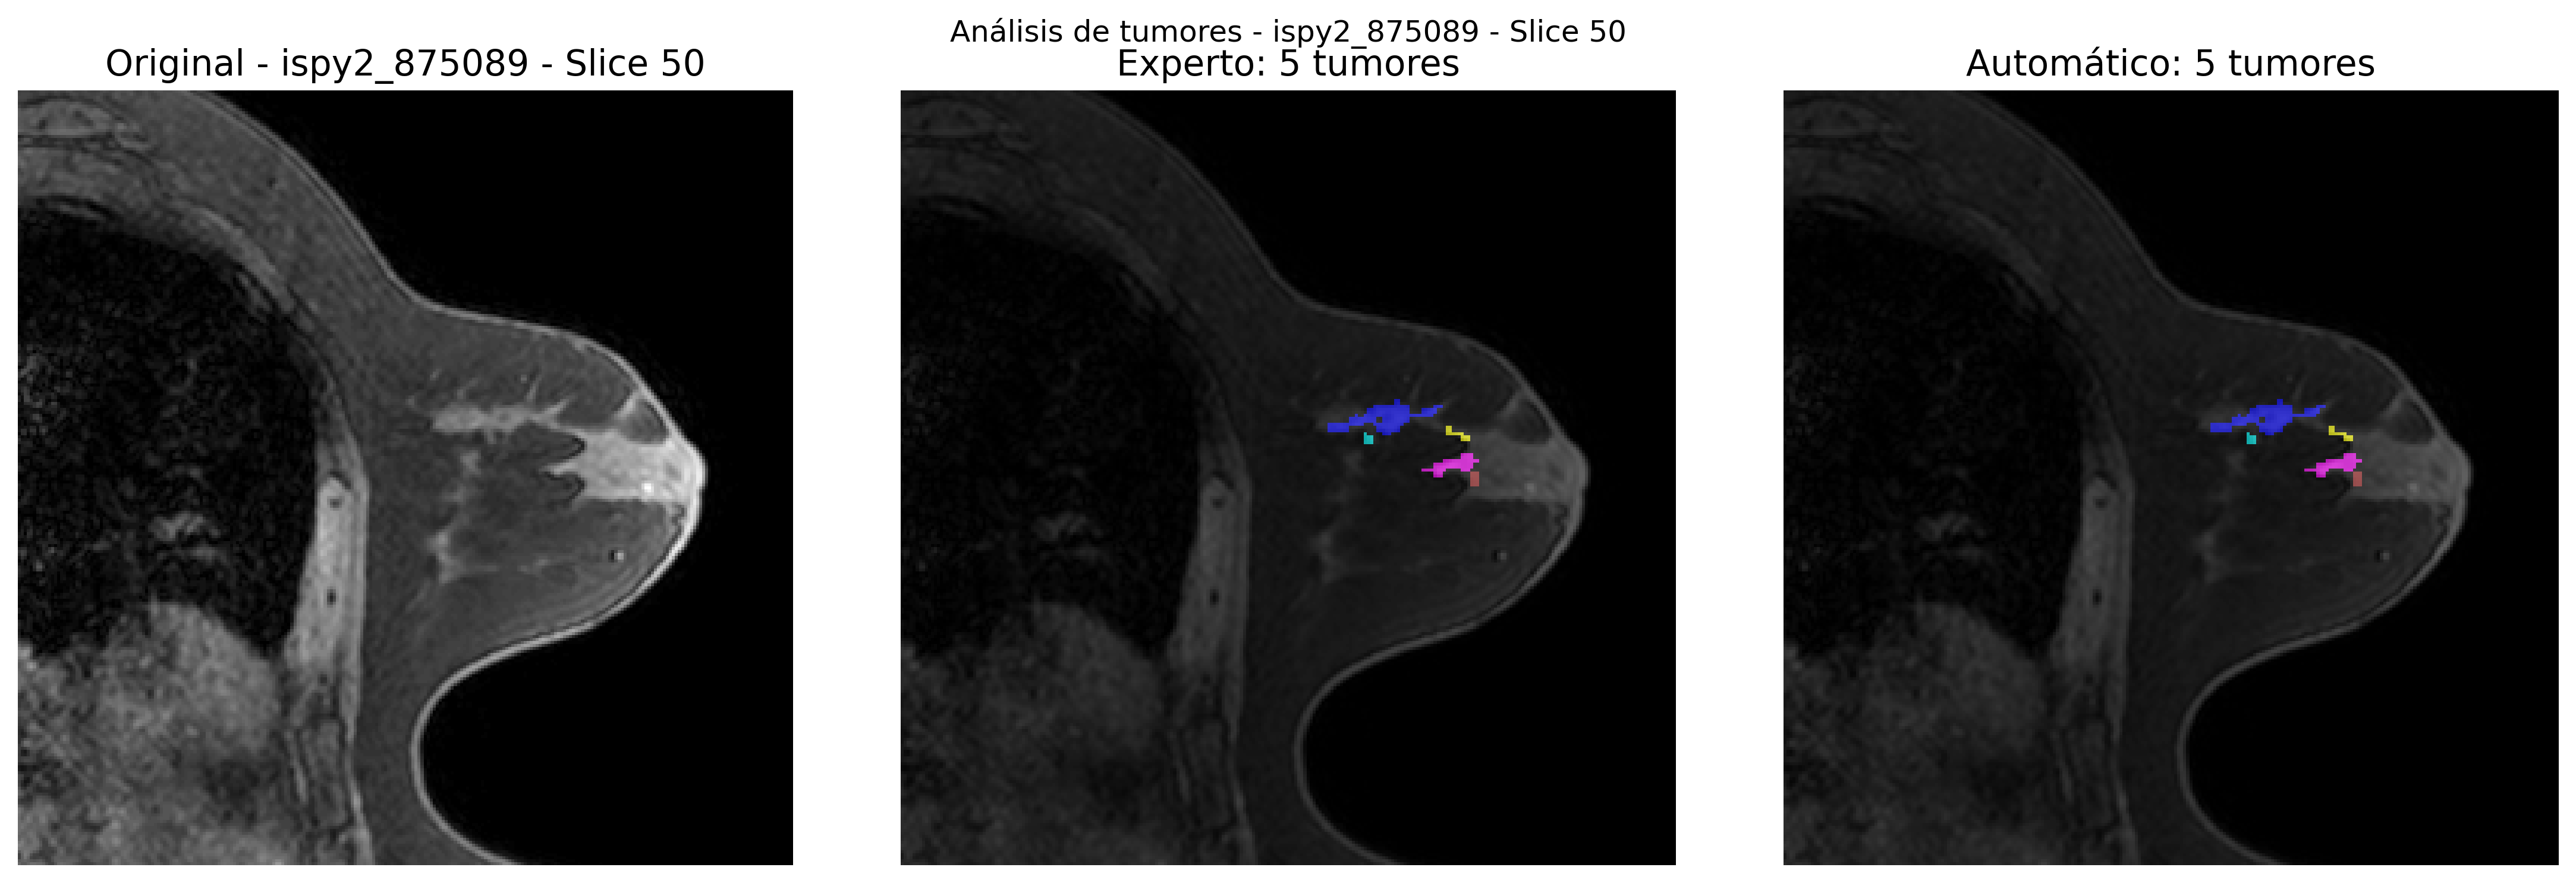 Análisis de tumores - ispy2_875089 - Slice 50
Original - ispy2_875089 - Slice 50
Experto: 5 tumores
Automático: 5 tumores